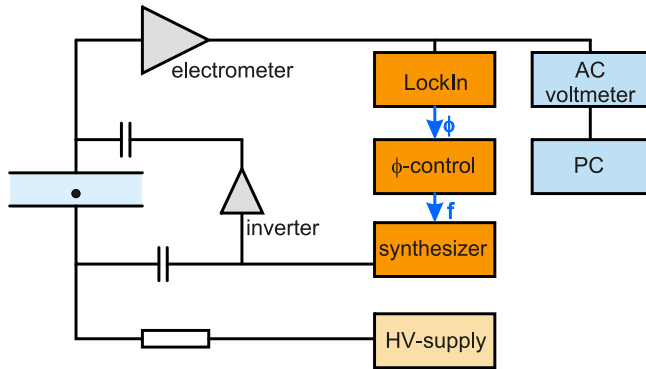 electrometer
LockIn
AC
voltmeter
ϕ
ϕ-control
PC
f
inverter
synthesizer
HV-supply